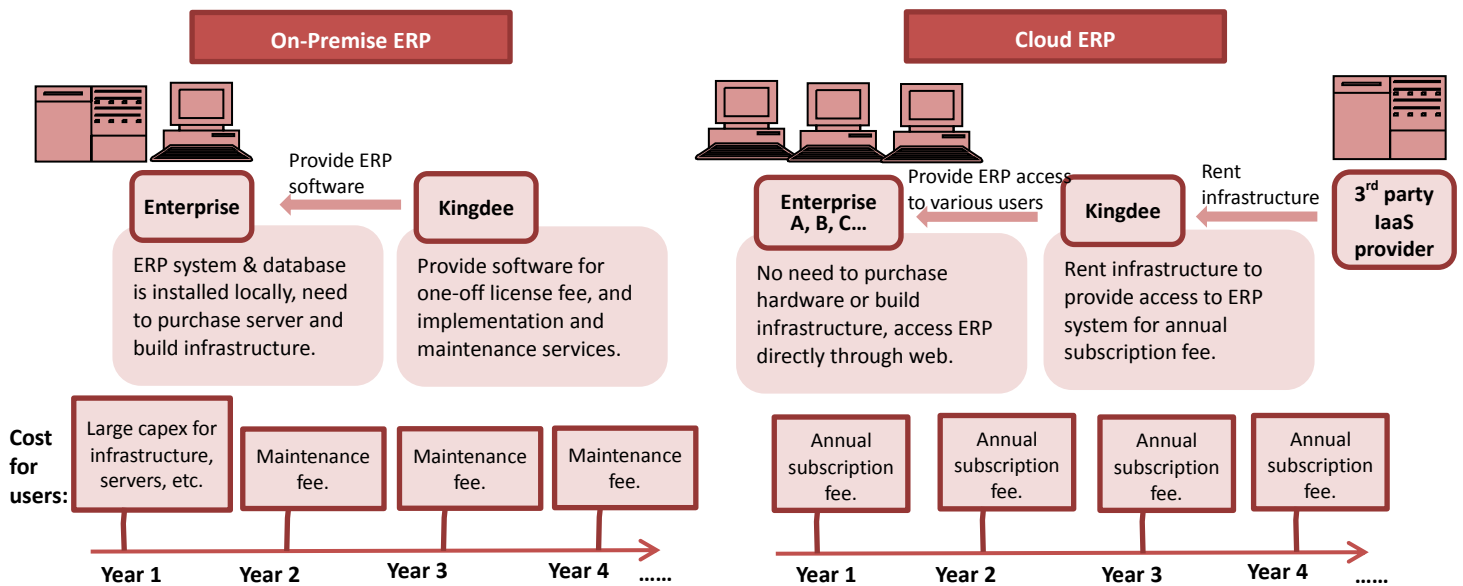 On-Premise ERP
Provide ERP
software
Enterprise
Kingdee
ERP system & database
is installed locally, need
to purchase server and
build infrastructure.
Provide software for
one-off license fee, and
implementation and
maintenance services.
Cloud ERP
Provide ERP access
to various users
Rent
infrastructure
Enterprise
A, B, C...
Kingdee
3rd party
IaaS
provider
No need to purchase
hardware or build
infrastructure, access ERP
directly through web.
Rent infrastructure to
provide access to ERP
system for annual
subscription fee.
Cost
for
users:
Large capex for
infrastructure,
servers, etc.
Maintenance
fee.
Maintenance
fee.
Maintenance
fee.
Year 1
Year 2
Year 3
Year 4
......
Annual
subscription
fee.
Annual
subscription
fee.
Annual
subscription
fee.
Annual
subscription
fee.
Year 1
Year 2
Year 3
Year 4
......